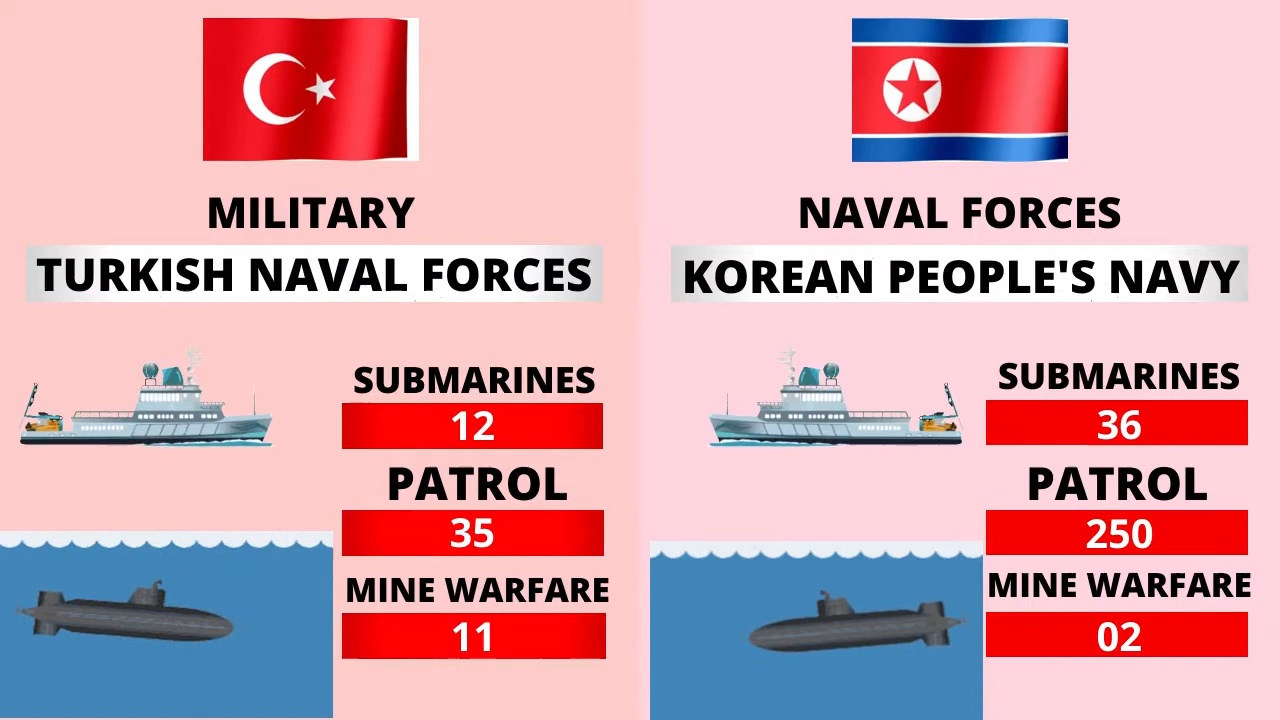 MILITARY
TURKISH NAVAL FORCES
SUBMARINES
12
PATROL
35
MINE WARFARE
11
NAVAL FORCES
KOREAN PEOPLE'S NAVY
SUBMARINES
36
PATROL
250
MINE WARFARE
02